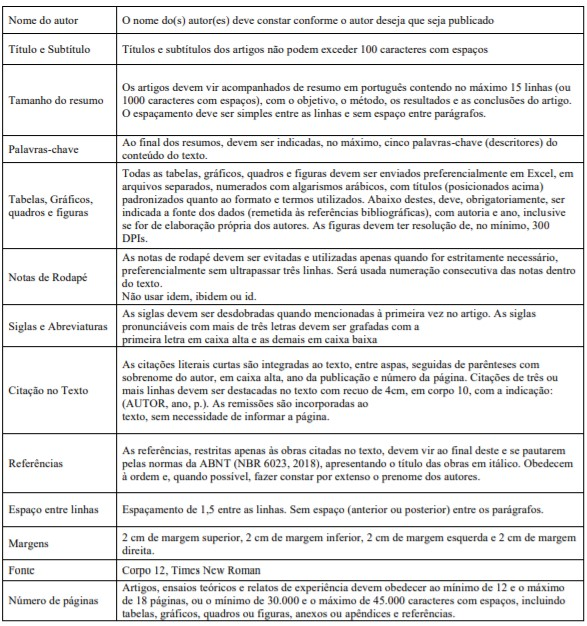 Nome do autor
O nome do(s) autor(es) deve constar conforme o autor deseja que seja publicado
Título e Subtítulo
Títulos e subtítulos dos artigos não podem exceder 100 caracteres com espaços
Tamanho do resumo
Os artigos devem vir acompanhados de resumo em português contendo no máximo 15 linhas (ou
1000 caracteres com espaços), com o objetivo, o método, os resultados e as conclusões do artigo.
O espaçamento deve ser simples entre as linhas e sem espaço entre parágrafos.
Palavras-chave
Ao final dos resumos, devem ser indicadas, no máximo, cinco palavras-chave (descritores) do
conteúdo do texto.
Tabelas, Gráficos,
quadros e figuras
Todas as tabelas, gráficos, quadros e figuras devem ser enviados preferencialmente em Excel, em
arquivos separados, numerados com algarismos arábicos, com títulos (posicionados acima)
padronizados quanto ao formato e termos utilizados. Abaixo destes, deve, obrigatoriamente, ser
indicada a fonte dos dados (remetida às referências bibliográficas), com autoria e ano, inclusive
se for de elaboração própria dos autores. As figuras devem ter resolução de, no mínimo, 300
DPIs.
Notas de Rodapé
As notas de rodapé devem ser evitadas e utilizadas apenas quando for estritamente necessário,
preferencialmente sem ultrapassar três linhas. Será usada numeração consecutiva das notas dentro
do texto.
Não usar idem, ibidem ou id.
Siglas e Abreviaturas
As siglas devem ser desdobradas quando mencionadas à primeira vez no artigo. As siglas
pronunciáveis com mais de três letras devem ser grafadas com a
primeira letra em caixa alta e as demais em caixa baixa
Citação no Texto
As citações literais curtas são integradas ao texto, entre aspas, seguidas de parênteses com
sobrenome do autor, em caixa alta, ano da publicação e número da página. Citações de três ou
mais linhas devem ser destacadas no texto com recuo de 4cm, em corpo 10, com a indicação:
(AUTOR, ano, p.). As remissões são incorporadas ao
texto, sem necessidade de informar a página.
Referências
As referências, restritas apenas às obras citadas no texto, devem vir ao final deste e se pautarem
pelas normas da ABNT (NBR 6023, 2018), apresentando o título das obras em itálico. Obedecem
à ordem e, quando possível, fazer constar por extenso o prenome dos autores.
Espaço entre linhas
Espaçamento de 1,5 entre as linhas. Sem espaço (anterior ou posterior) entre os parágrafos.
Margens
2 cm de margem superior, 2 cm de margem inferior, 2 cm de margem esquerda e 2 cm de margem
direita.
Fonte
Corpo 12, Times New Roman
Número de páginas
Artigos, ensaios teóricos e relatos de experiência devem obedecer ao mínimo de 12 e o máximo
de 18 páginas, ou o mínimo de 30.000 e o máximo de 45.000 caracteres com espaços, incluindo
tabelas, gráficos, quadros ou figuras, anexos ou apêndices e referências.